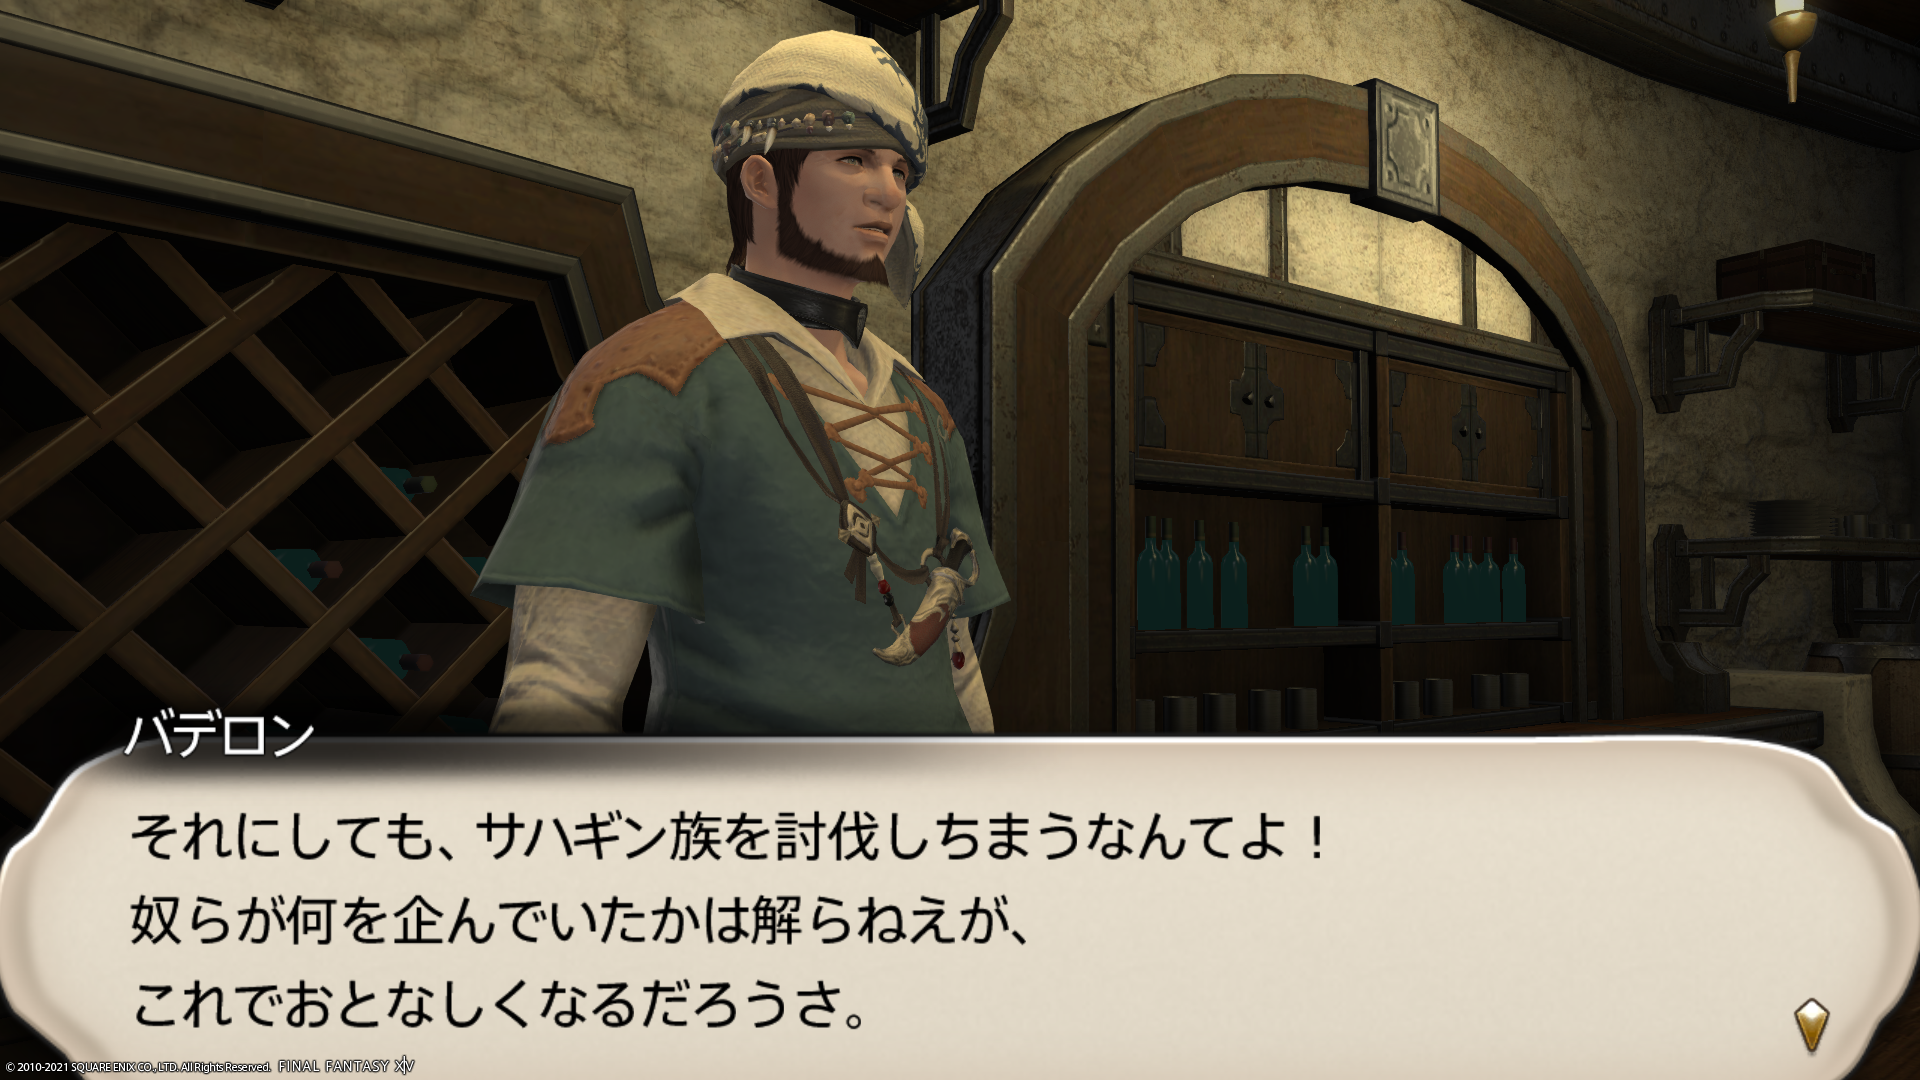 バデロン
それにしても、サハギン族を討伐しちまうなんてよ！
奴らが何を企んでいたかは解らねえが、
これでおとなしくなるだろうさ。
© 2010-2021 SQUARE ENIX CO., LTD. All Rights Reserved. FINAL FANTASY XIV